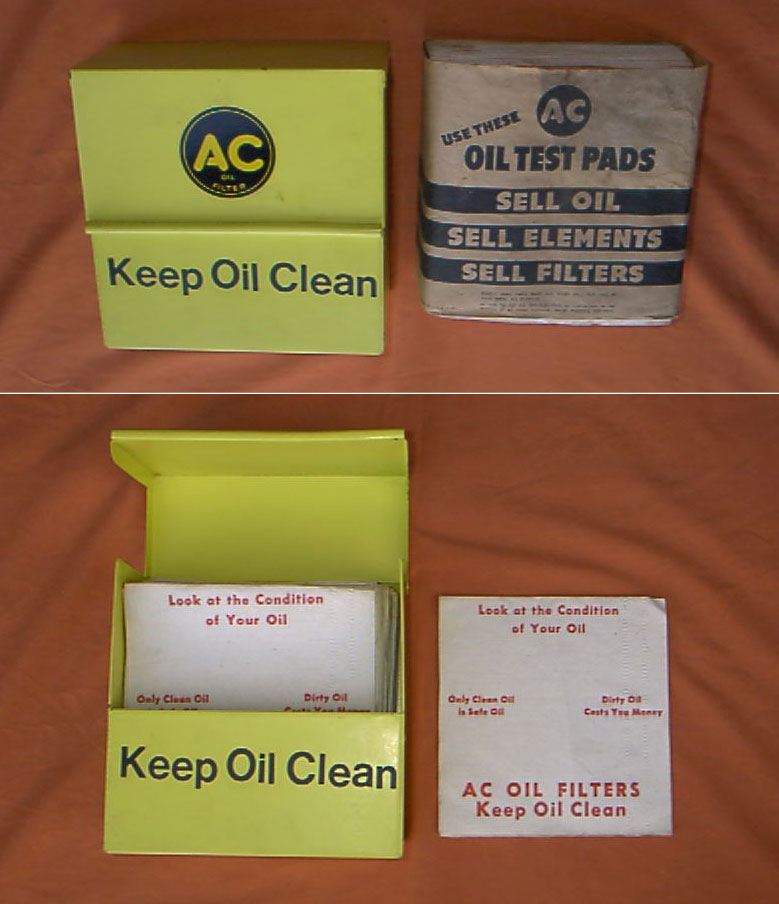 AC
OIL
FILTER
Keep Oil Clean
USE THESE
AC
OIL TEST PADS
SELL OIL
SELL ELEMENTS
SELL FILTERS
Look at the Condition
of Your Oil
Only Clean Oil
Dirty Oil
Costs You Money
Keep Oil Clean
Look at the Condition
of Your Oil
Only Clean Oil
is Safe Oil
Dirty Oil
Costs You Money
AC OIL FILTERS
Keep Oil Clean